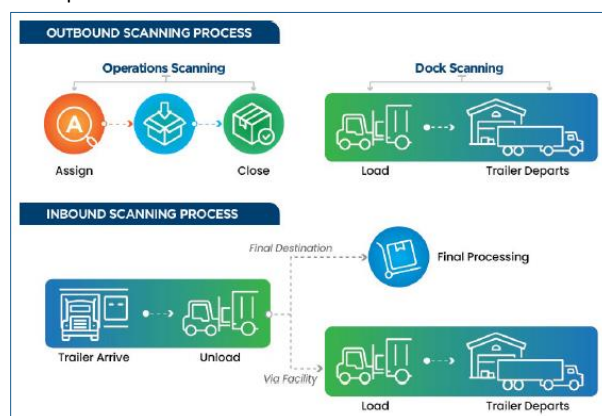 OUTBOUND SCANNING PROCESS
Operations Scanning
Dock Scanning
A
Assign
Close
Load
Trailer Departs
INBOUND SCANNING PROCESS
Final Destination
Final Processing
Trailer Arrive
Unload
Via Facility
Load
Trailer Departs